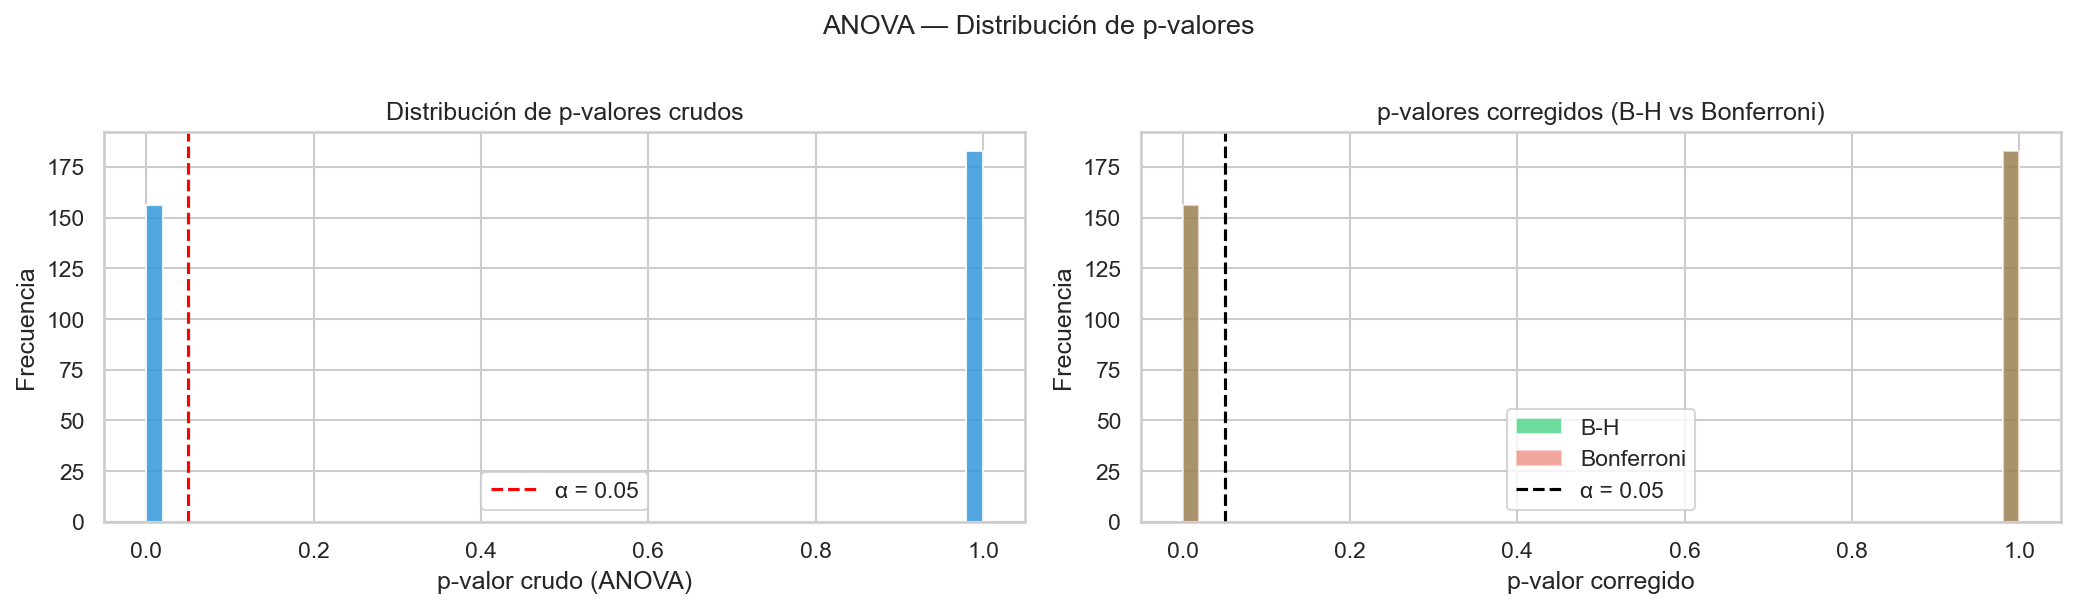 ANOVA — Distribución de p-valores
Distribución de p-valores crudos
Frecuencia
175
150
125
100
75
50
25
0
0.0 0.2 0.4 0.6 0.8 1.0
p-valor crudo (ANOVA)
α = 0.05
p-valores corregidos (B-H vs Bonferroni)
Frecuencia
175
150
125
100
75
50
25
0
0.0 0.2 0.4 0.6 0.8 1.0
p-valor corregido
B-H
Bonferroni
α = 0.05